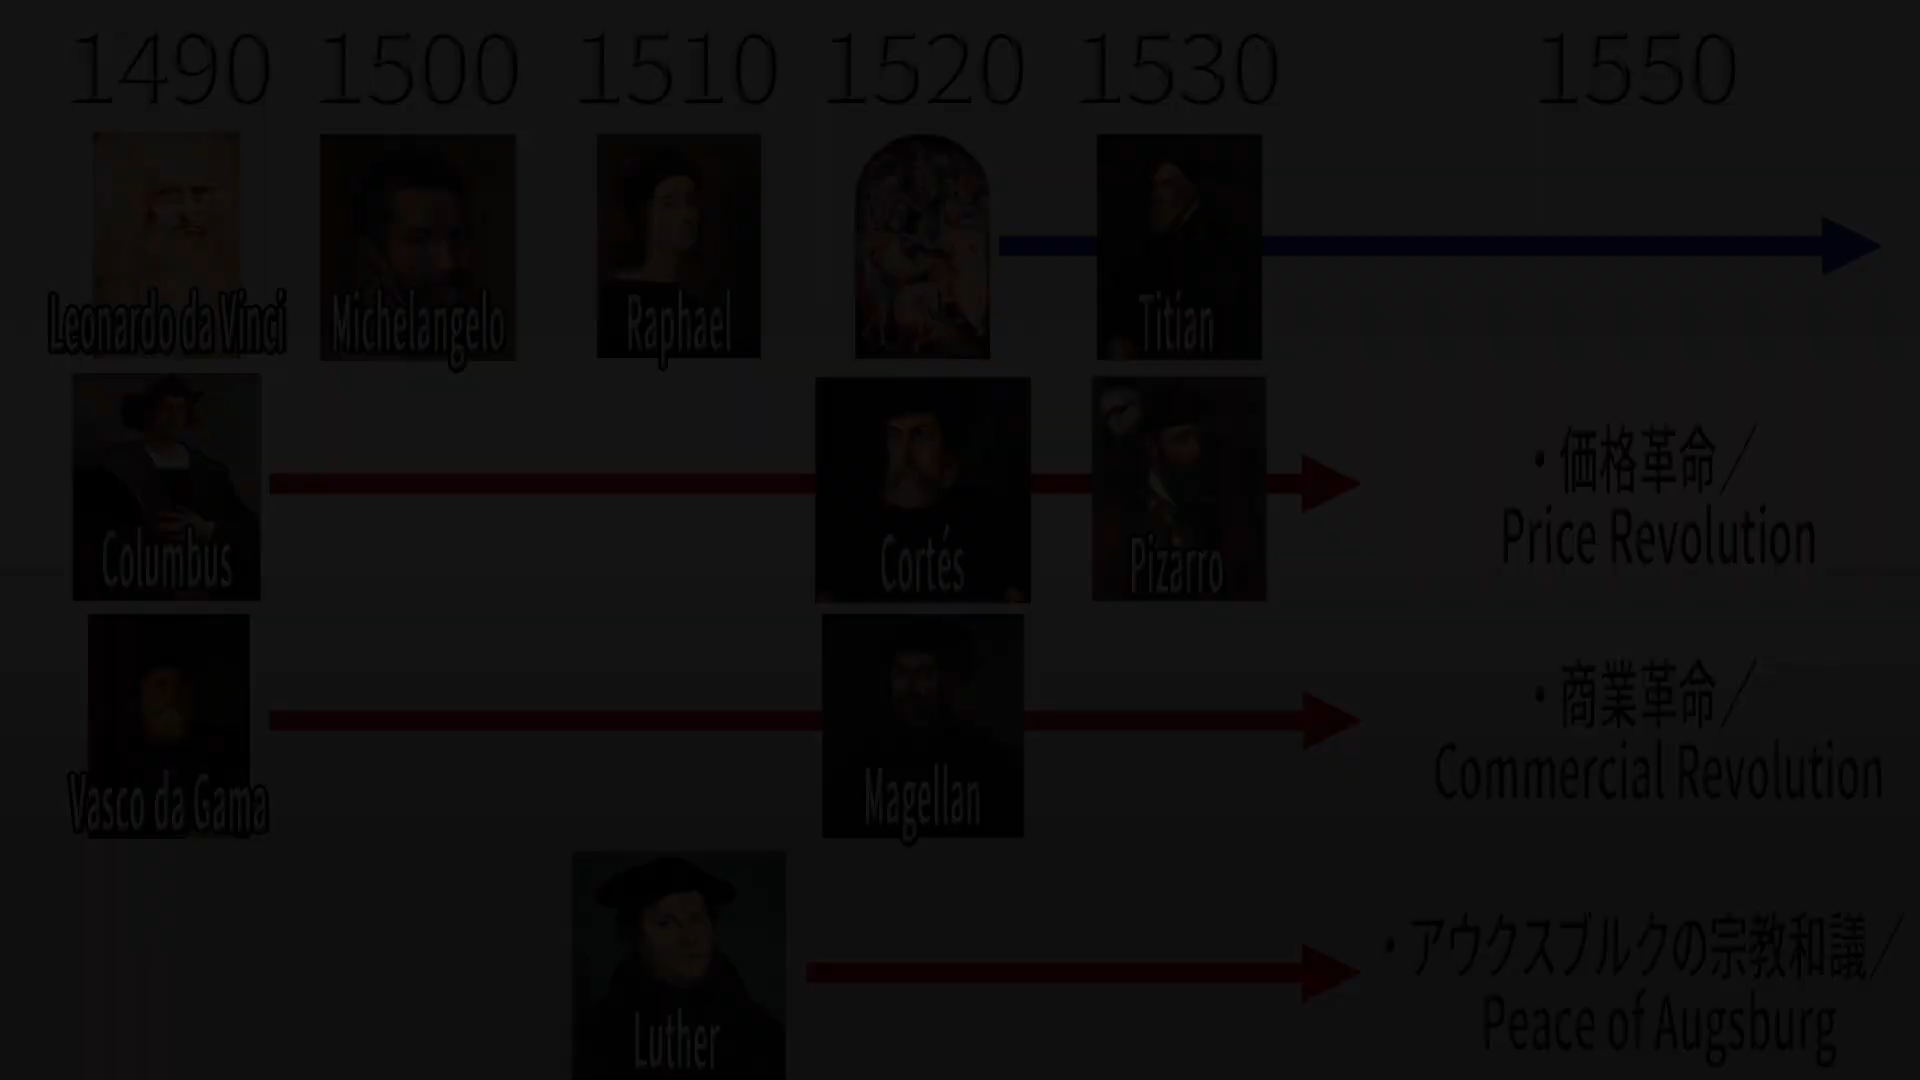 1490 1500 1510 1520 1530 1550
Leonardo da Vinci Michelangelo Raphael Titian
Columbus Cortés Pizarro
・価格革命／
Price Revolution
Vasco da Gama Magellan
・商業革命／
Commercial Revolution
Luther
・アウクスブルクの宗教和議／
Peace of Augsburg